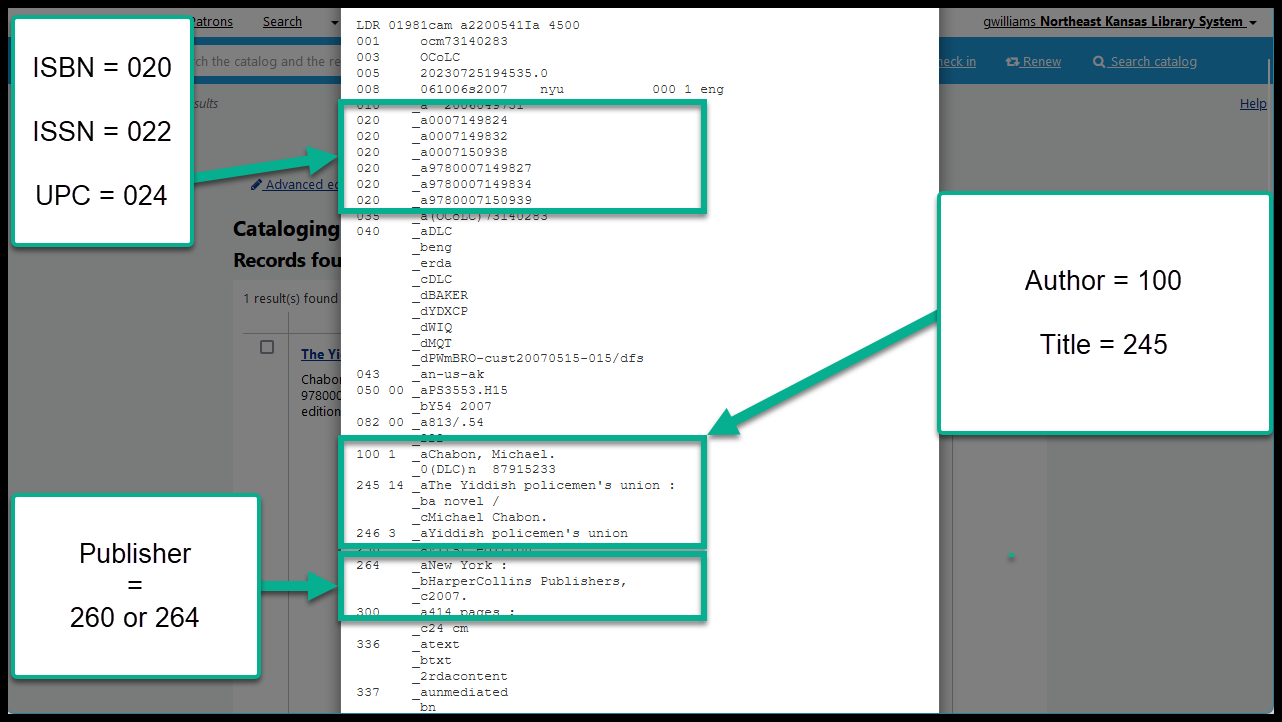 Patrons
Search
gwilliams Northeast Kansas Library System
ch the catalog and the re
heck in
Renew
Search catalog
sults
Help
Advanced ed
Cataloging
Records fou
1 result(s) found
The Yi
Chabo
97800
edition
ISBN = 020
ISSN = 022
UPC = 024
LDR 01981cam a2200541Ia 4500
001 ocm73140283
003 OCoLC
005 20230725194535.0
008 061006s2007 nyu 000 1 eng
010 _a 2006049751
020 _a0007149824
020 _a0007149832
020 _a0007150938
020 _a9780007149827
020 _a9780007149834
020 _a9780007150939
035 _a(OCoLC)73140283
040 _aDLC
_beng
_erda
_cDLC
_dBAKER
_dYDXCP
_dWIQ
_dMQT
_dPWmBRO-cust20070515-015/dfs
043 _an-us-ak
050 00 _aPS3553.H15
_bY54 2007
082 00 _a813/.54
100 1 _aChabon, Michael.
_0(DLC)n 87915233
245 14 _aThe Yiddish policemen's union :
_ba novel /
_cMichael Chabon.
246 3 _aYiddish policemen's union
264 _aNew York :
_bHarperCollins Publishers,
_c2007.
300 _a414 pages ;
_c24 cm
336 _atext
_btxt
_2rdacontent
337 _aunmediated
_bn
Author = 100
Title = 245
Publisher
=
260 or 264